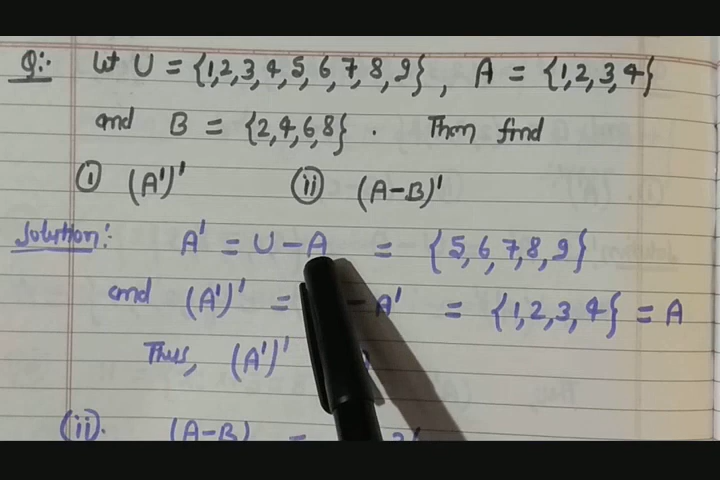 Q:- Let U = {1,2,3,4,5,6,7,8,9}, A = {1,2,3,4}
and B = {2,4,6,8}. Then find
(i) (A')' (ii) (A-B)'
Solution:- A' = U - A = {5,6,7,8,9}
and (A')' = - A' = {1,2,3,4} = A
Thus, (A')'
(ii). (A-B) =